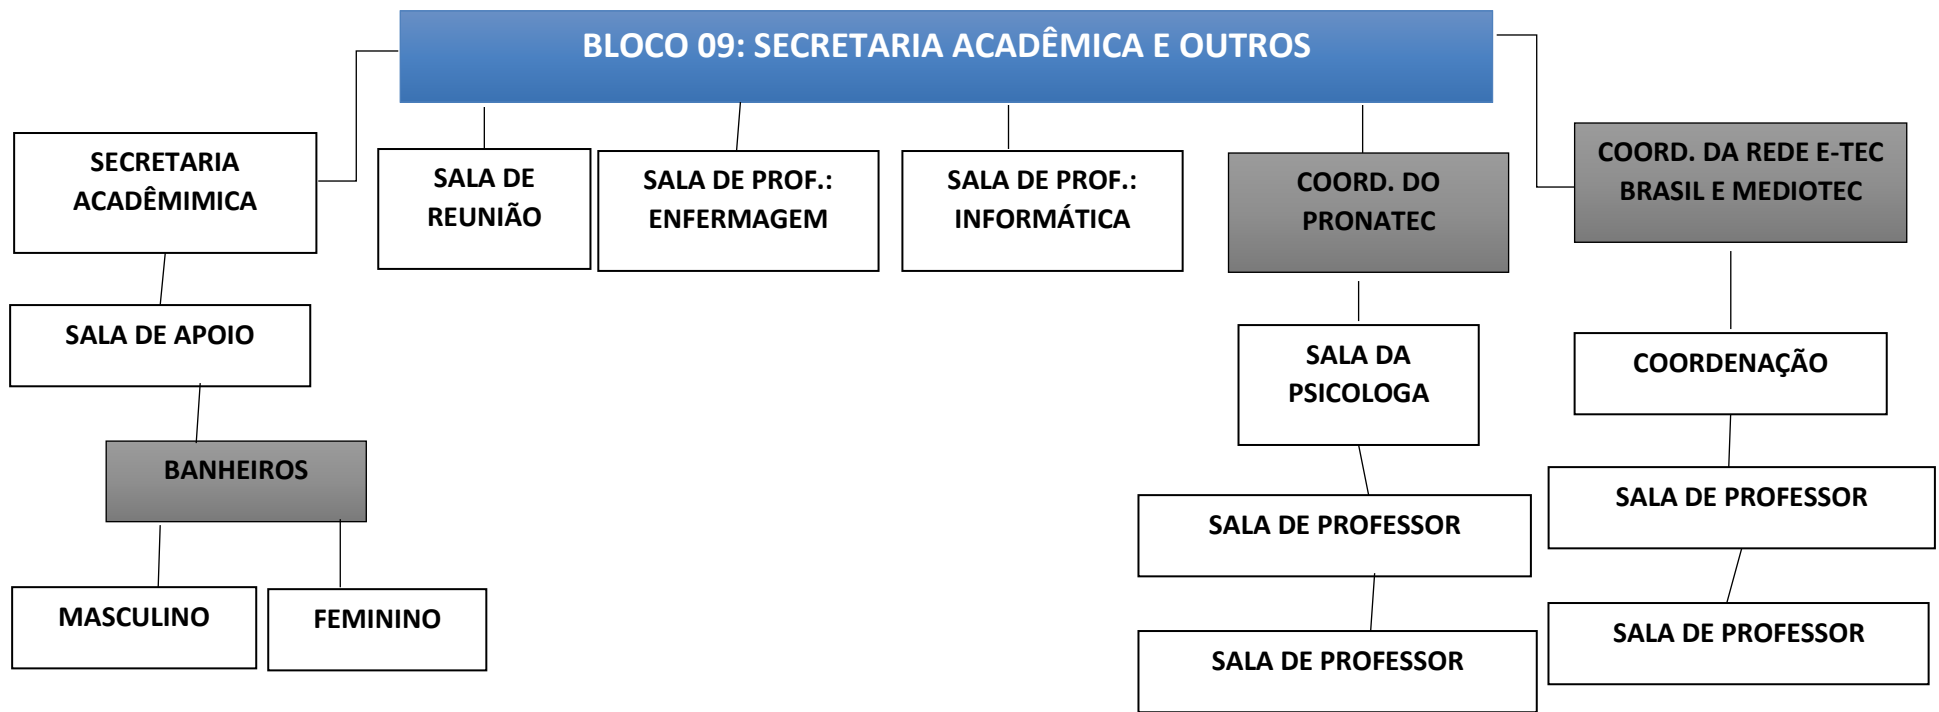 BLOCO 09: SECRETARIA ACADÊMICA E OUTROS
SECRETARIA
ACADÊMIMICA
SALA DE
REUNIÃO
SALA DE PROF.:
ENFERMAGEM
SALA DE PROF.:
INFORMÁTICA
COORD. DO
PRONATEC
COORD. DA REDE E-TEC
BRASIL E MEDIOTEC
SALA DE APOIO
SALA DA
PSICOLOGA
COORDENAÇÃO
BANHEIROS
SALA DE PROFESSOR
SALA DE PROFESSOR
MASCULINO
FEMININO
SALA DE PROFESSOR
SALA DE PROFESSOR